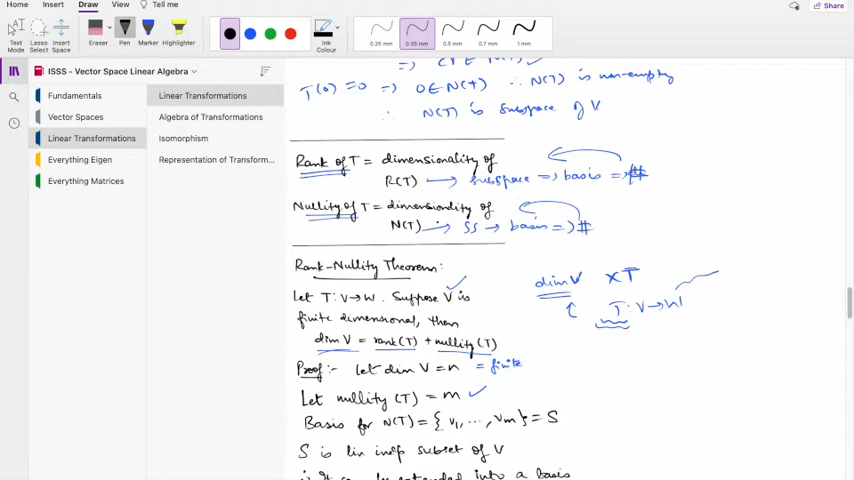 Home Insert Draw View Tell me Share
Text Mode
Lasso Select
Insert Space
Eraser
Pen
Marker
Highlighter
Ink Colour
0.25 mm
0.35 mm
0.5 mm
0.7 mm
1 mm
ISSS - Vector Space Linear Algebra
Fundamentals
Vector Spaces
Linear Transformations
Everything Eigen
Everything Matrices
Linear Transformations
Algebra of Transformations
Isomorphism
Representation of Transform...
T(0) = 0 => 0 ∈ N(T) ∴ N(T) is non-empty
∴ N(T) is subspace of V
Rank of T = dimensionality of
R(T) → subspace => basis => #
Nullity of T = dimensionality of
N(T) → SS → basis => #
Rank-Nullity Theorem:
Let T: V → W. Suppose V is
finite dimensional, then
dim V = rank(T) + nullity(T)
dim V × T
T: V → W
Proof :- Let dim V = n = finite
Let nullity (T) = m
Basis for N(T) = { v1, ..., vm } = S
S is lin indp subset of V
be extended into a basis